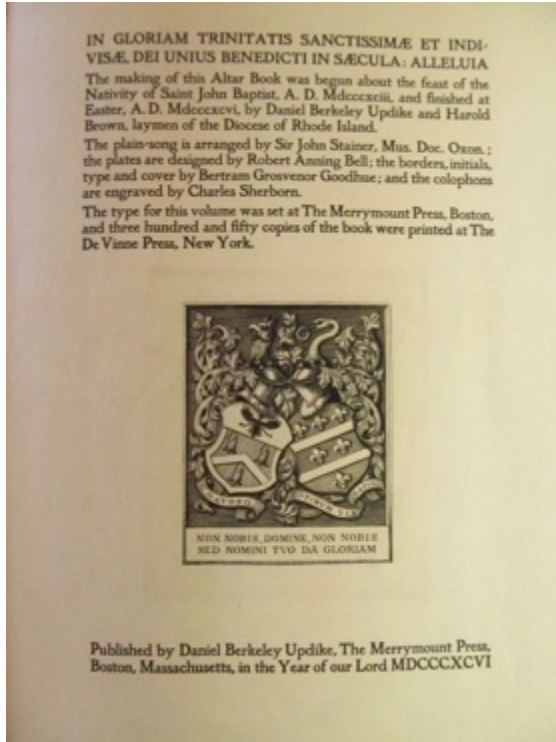 IN GLORIAM TRINITATIS SANCTISSIMÆ ET INDI-
VISÆ, DEI UNIUS BENEDICTI IN SÆCULA: ALLELUIA
The making of this Altar Book was begun about the feast of the
Nativity of Saint John Baptist, A. D. Mdcccxciii, and finished at
Easter, A. D. Mdcccxcvi, by Daniel Berkeley Updike and Harold
Brown, laymen of the Diocese of Rhode Island.
The plain-song is arranged by Sir John Stainer, Mus. Doc. Oxon.;
the plates are designed by Robert Anning Bell; the borders, initials,
type and cover by Bertram Grosvenor Goodhue; and the colophons
are engraved by Charles Sherborn.
The type for this volume was set at The Merrymount Press, Boston,
and three hundred and fifty copies of the book were printed at The
De Vinne Press, New York.
NON NOBIS, DOMINE, NON NOBIS
SED NOMINI TVO DA GLORIAM
Published by Daniel Berkeley Updike, The Merrymount Press,
Boston, Massachusetts, in the Year of our Lord MDCCCXCVI